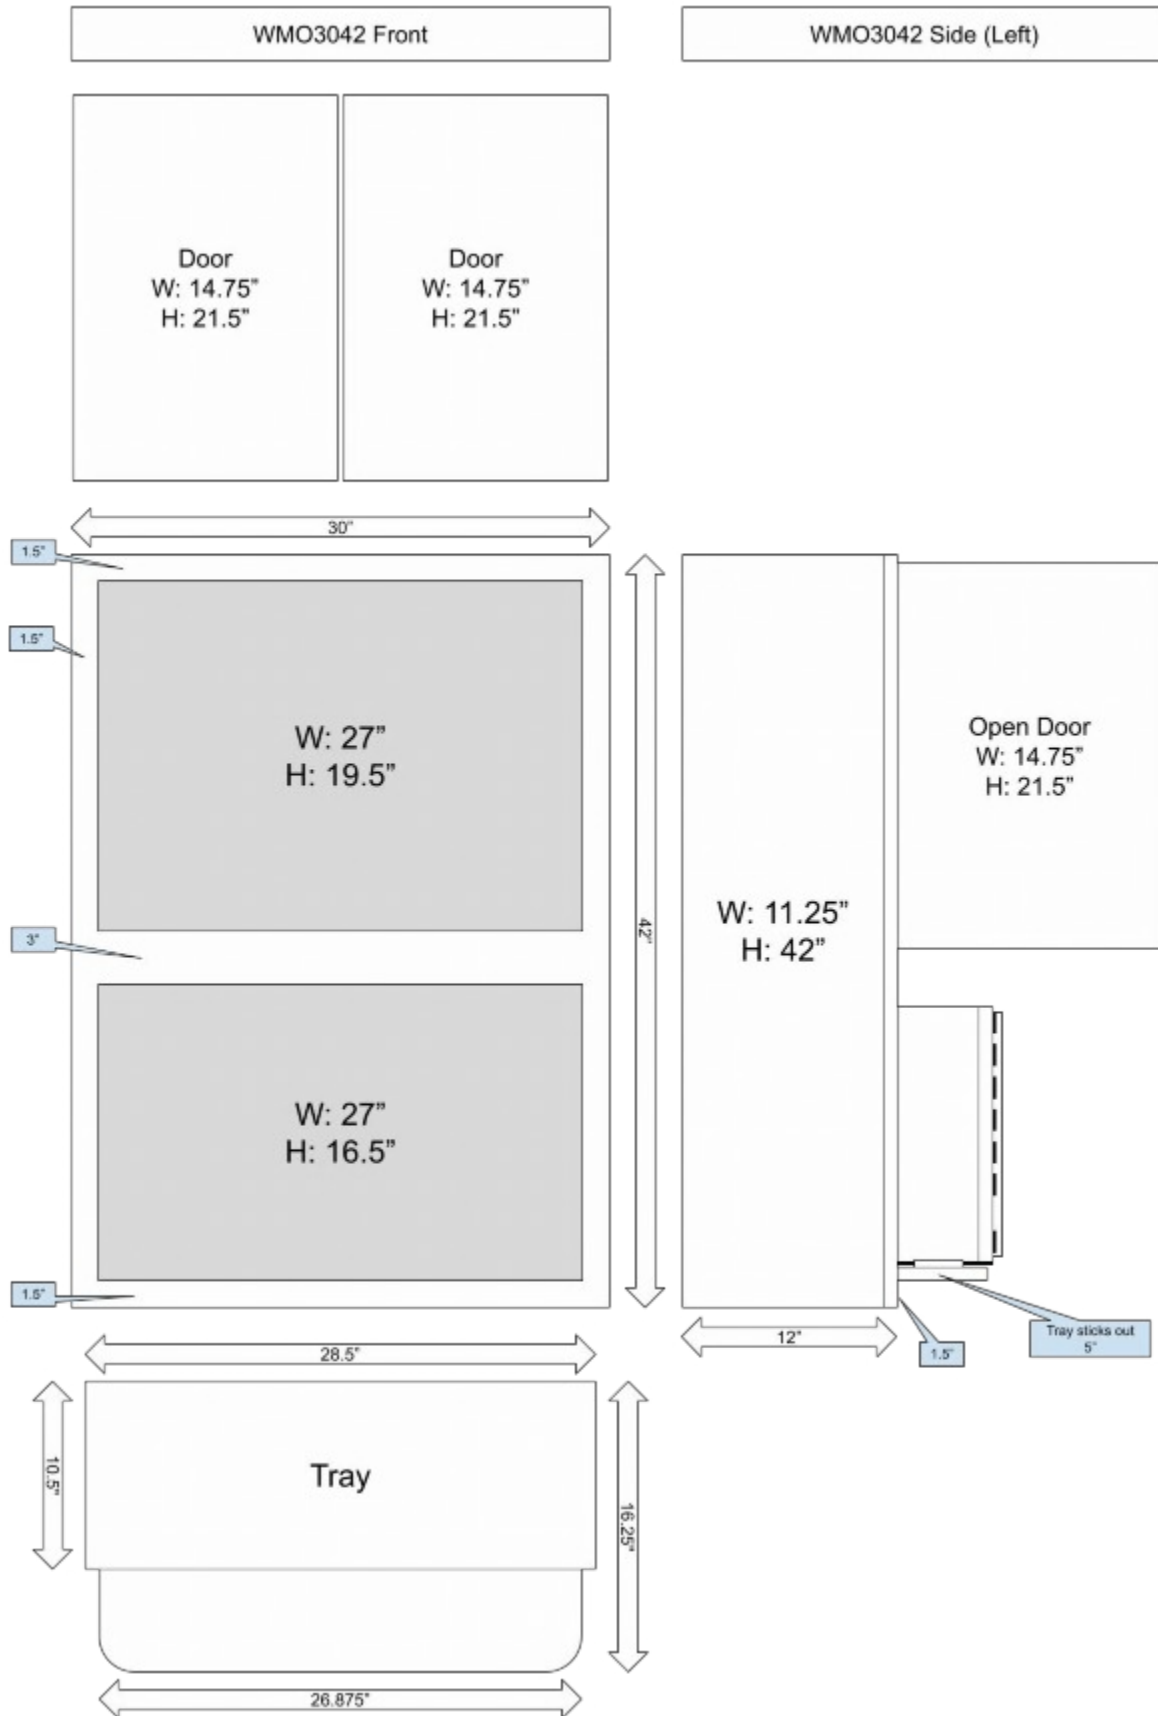 WMO3042 Front
WMO3042 Side (Left)
Door
W: 14.75”
H: 21.5”
Door
W: 14.75”
H: 21.5”
30”
1.5”
1.5”
W: 27”
H: 19.5”
3”
42”
W: 11.25”
H: 42”
Open Door
W: 14.75”
H: 21.5”
W: 27”
H: 16.5”
1.5”
12”
1.5”
Tray sticks out
5”
28.5”
10.5”
Tray
16.25”
26.875”